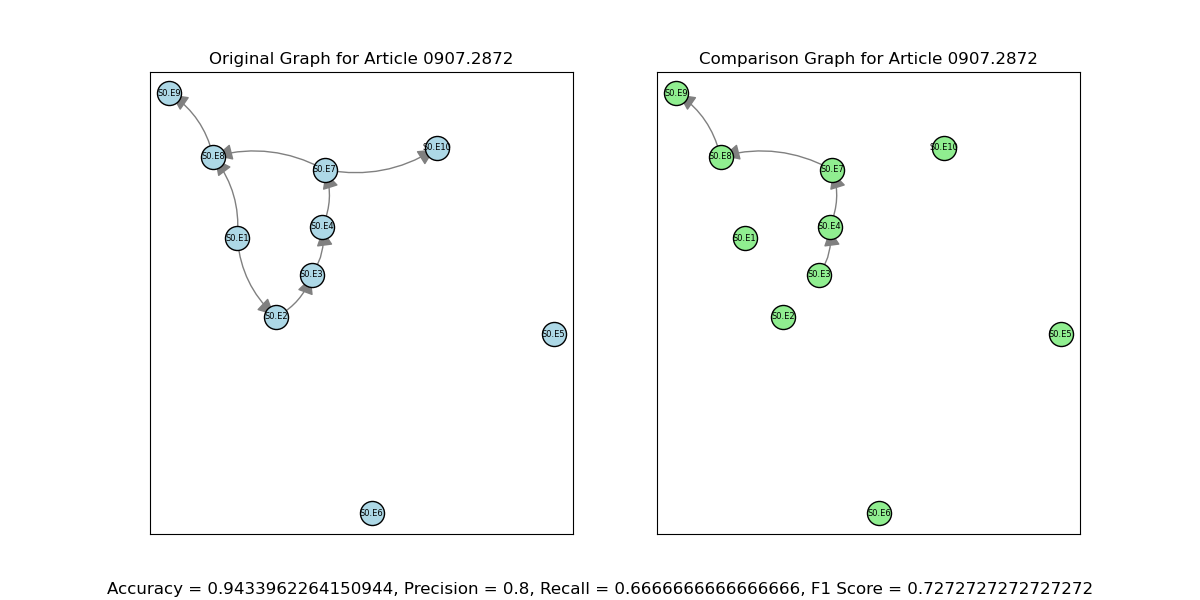 Original Graph for Article 0907.2872
S0.E9
S0.E8
S0.E7
S0.E10
S0.E4
S0.E1
S0.E3
S0.E2
S0.E5
S0.E6
Comparison Graph for Article 0907.2872
S0.E9
S0.E8
S0.E7
S0.E10
S0.E4
S0.E1
S0.E3
S0.E2
S0.E5
S0.E6
Accuracy = 0.9433962264150944, Precision = 0.8, Recall = 0.6666666666666666, F1 Score = 0.7272727272727272